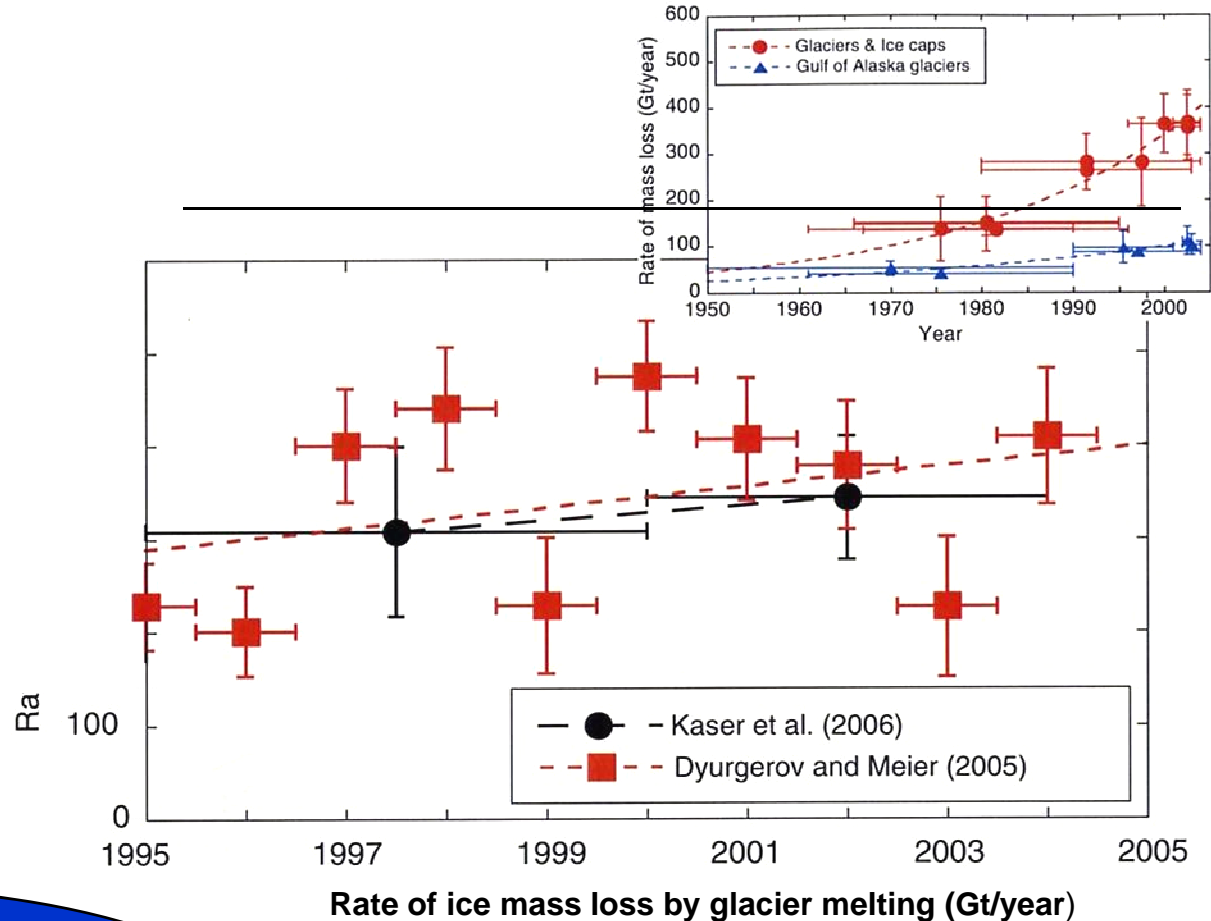 600
500
400
300
200
100
0
Rate of mass loss (Gt/year)
Glaciers & Ice caps
Gulf of Alaska glaciers
1950 1960 1970 1980 1990 2000
Year
Ra
100
0
Kaser et al. (2006)
Dyurgerov and Meier (2005)
1995 1997 1999 2001 2003 2005
Rate of ice mass loss by glacier melting (Gt/year)